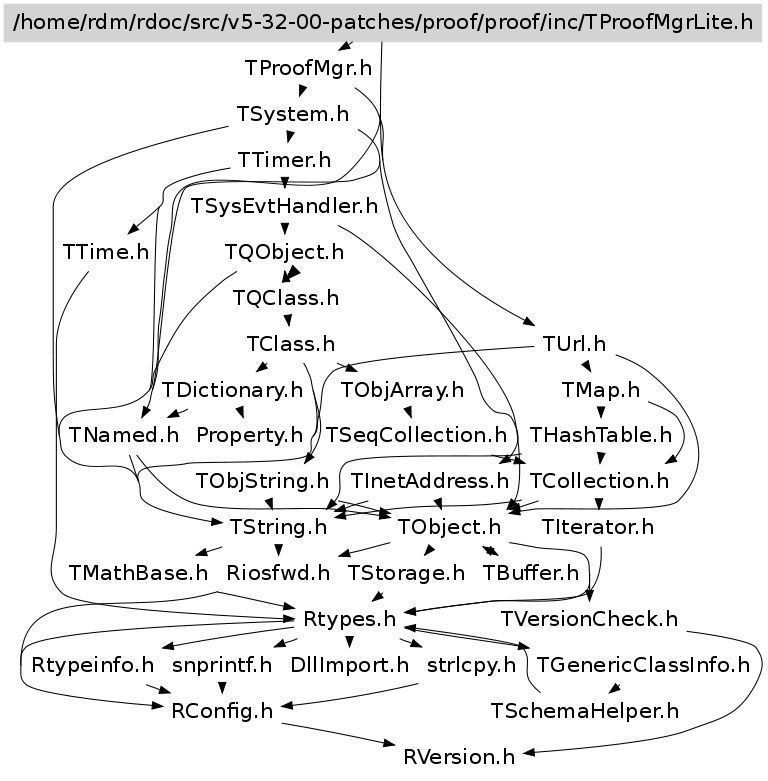 /home/rdm/rdoc/src/v5-32-00-patches/proof/proof/inc/TProofMgrLite.h
TProofMgr.h
TSystem.h
TTimer.h
TSysEvtHandler.h
TTime.h TQObject.h
TQClass.h
TClass.h TUrl.h
TDictionary.h TObjArray.h TMap.h
TNamed.h Property.h TSeqCollection.h THashTable.h
TObjString.h TInetAddress.h TCollection.h
TString.h TObject.h TIterator.h
TMathBase.h Riosfwd.h TStorage.h TBuffer.h
Rtypes.h TVersionCheck.h
Rtypeinfo.h snprintf.h DllImport.h strlcpy.h TGenericClassInfo.h
RConfig.h TSchemaHelper.h
RVersion.h